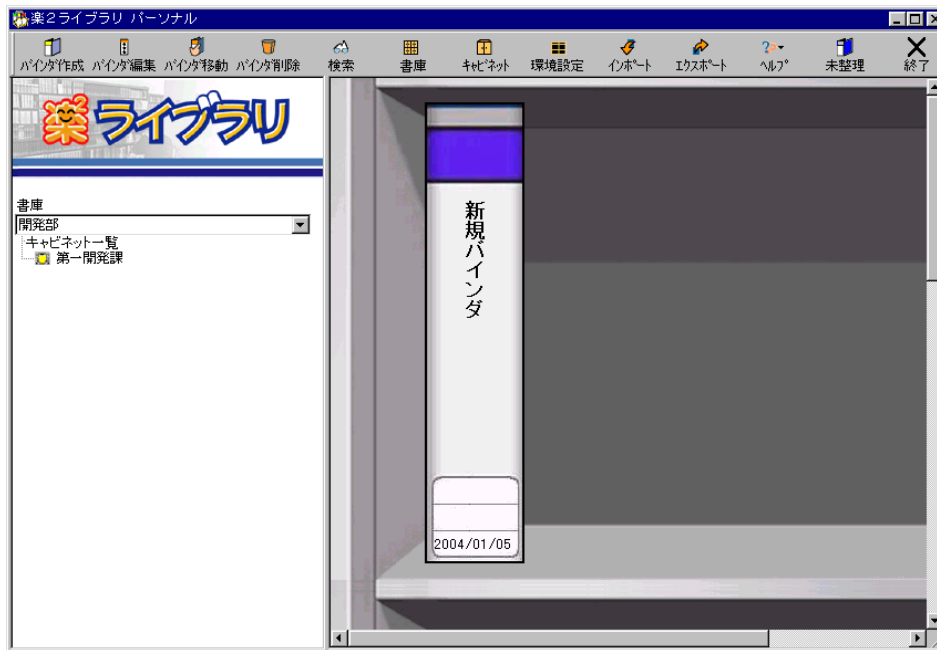 楽2ライブラリ パーソナル
バインダ作成 バインダ編集 バインダ移動 バインダ削除 検索 書庫 キャビネット 環境設定 インポート エクスポート ヘルプ 未整理 終了
楽ライブラリ
書庫
開発部
キャビネット一覧
第一開発課
新規バインダ
2004/01/05